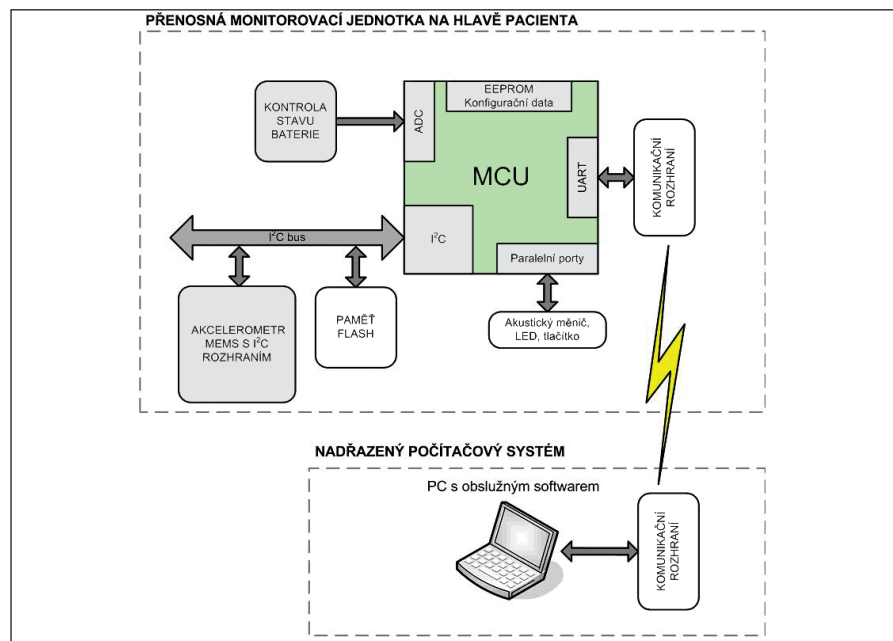 PŘENOSNÁ MONITOROVACÍ JEDNOTKA NA HLAVĚ PACIENTA
KONTROLA
STAVU
BATERIE
ADC
EEPROM
Konfigurační data
MCU
UART
KOMUNIKAČNÍ
ROZHRANÍ
I²C bus
I²C
Paralelní porty
AKCELEROMETR
MEMS S I²C
ROZHRANÍM
PAMĚŤ
FLASH
Akustický měnič,
LED, tlačítko
NADŘAZENÝ POČÍTAČOVÝ SYSTÉM
PC s obslužným softwarem
KOMUNIKAČNÍ
ROZHRANÍ